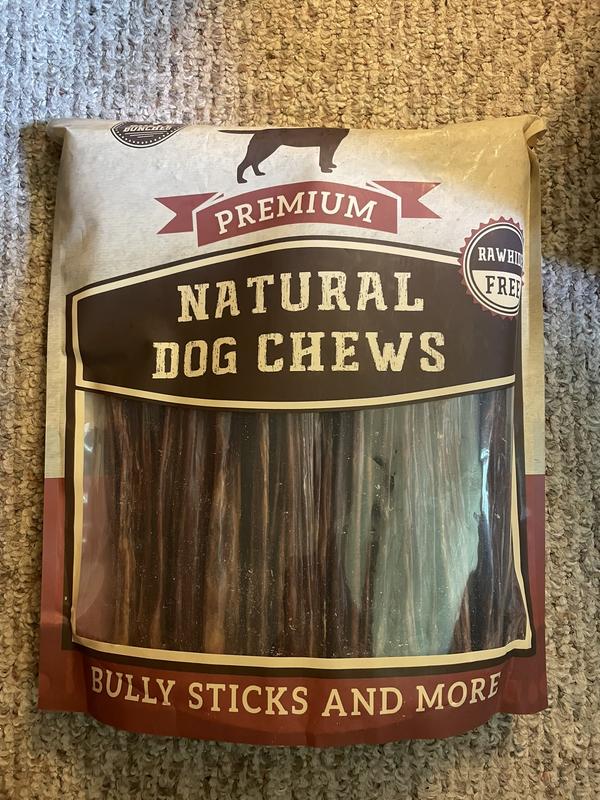 PREMIUM
RAWHIDE
FREE
NATURAL
DOG CHEWS
BULLY STICKS AND MORE